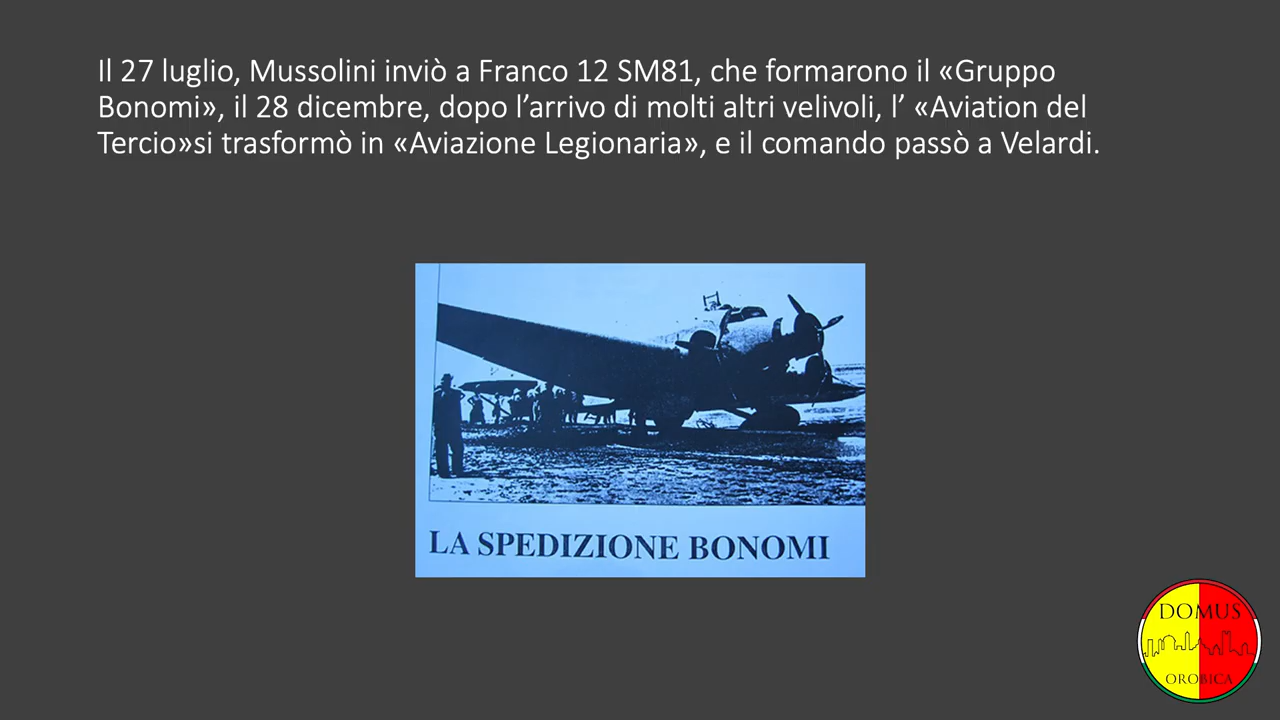 Il 27 luglio, Mussolini inviò a Franco 12 SM81, che formarono il «Gruppo
Bonomi», il 28 dicembre, dopo l’arrivo di molti altri velivoli, l’ «Aviation del
Tercio»si trasformò in «Aviazione Legionaria», e il comando passò a Velardi.
LA SPEDIZIONE BONOMI
DOMUS
OROBICA